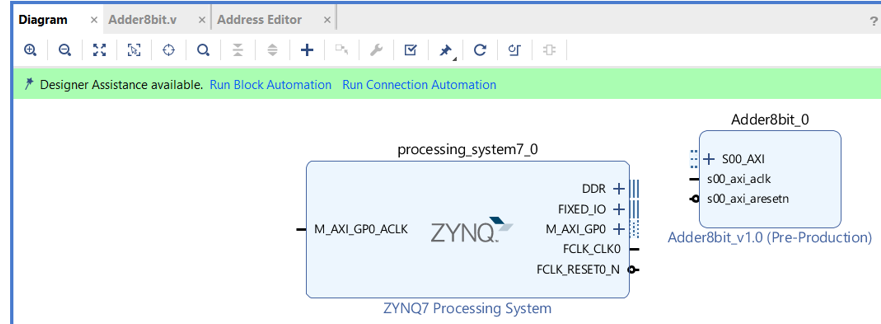 Diagram × Adder8bit.v × Address Editor × ?
Designer Assistance available. Run Block Automation Run Connection Automation
processing_system7_0
DDR
FIXED_IO
M_AXI_GP0_ACLK
ZYNQ
M_AXI_GP0
FCLK_CLK0
FCLK_RESET0_N
ZYNQ7 Processing System
Adder8bit_0
S00_AXI
s00_axi_aclk
s00_axi_aresetn
Adder8bit_v1.0 (Pre-Production)